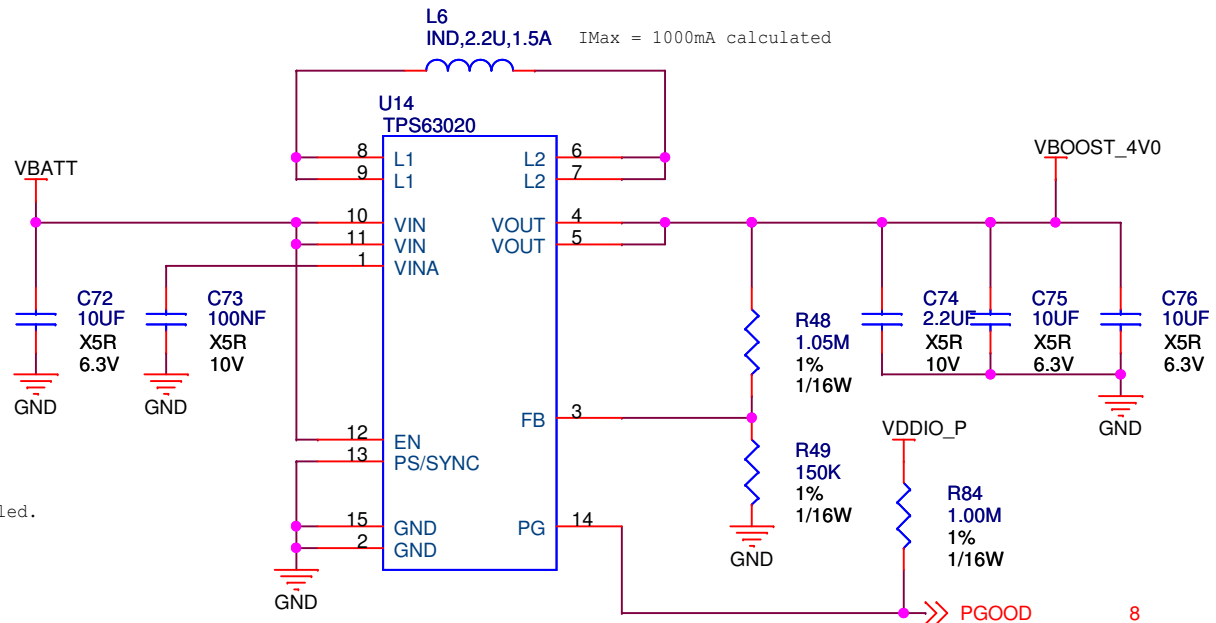 L6
IND,2.2U,1.5A IMax = 1000mA calculated
U14
TPS63020
VBATT
VBOOST_4V0
8 L1 L2 6
9 L1 L2 7
10 VIN VOUT 4
11 VIN VOUT 5
1 VINA
C72
10UF
X5R
6.3V
GND
C73
100NF
X5R
10V
GND
R48
1.05M
1%
1/16W
C74
2.2UF
X5R
10V
C75
10UF
X5R
6.3V
C76
10UF
X5R
6.3V
GND
FB 3
12 EN
13 PS/SYNC
R49
150K
1%
1/16W
GND
VDDIO_P
R84
1.00M
1%
1/16W
led.
15 GND PG 14
2 GND
GND
PGOOD 8